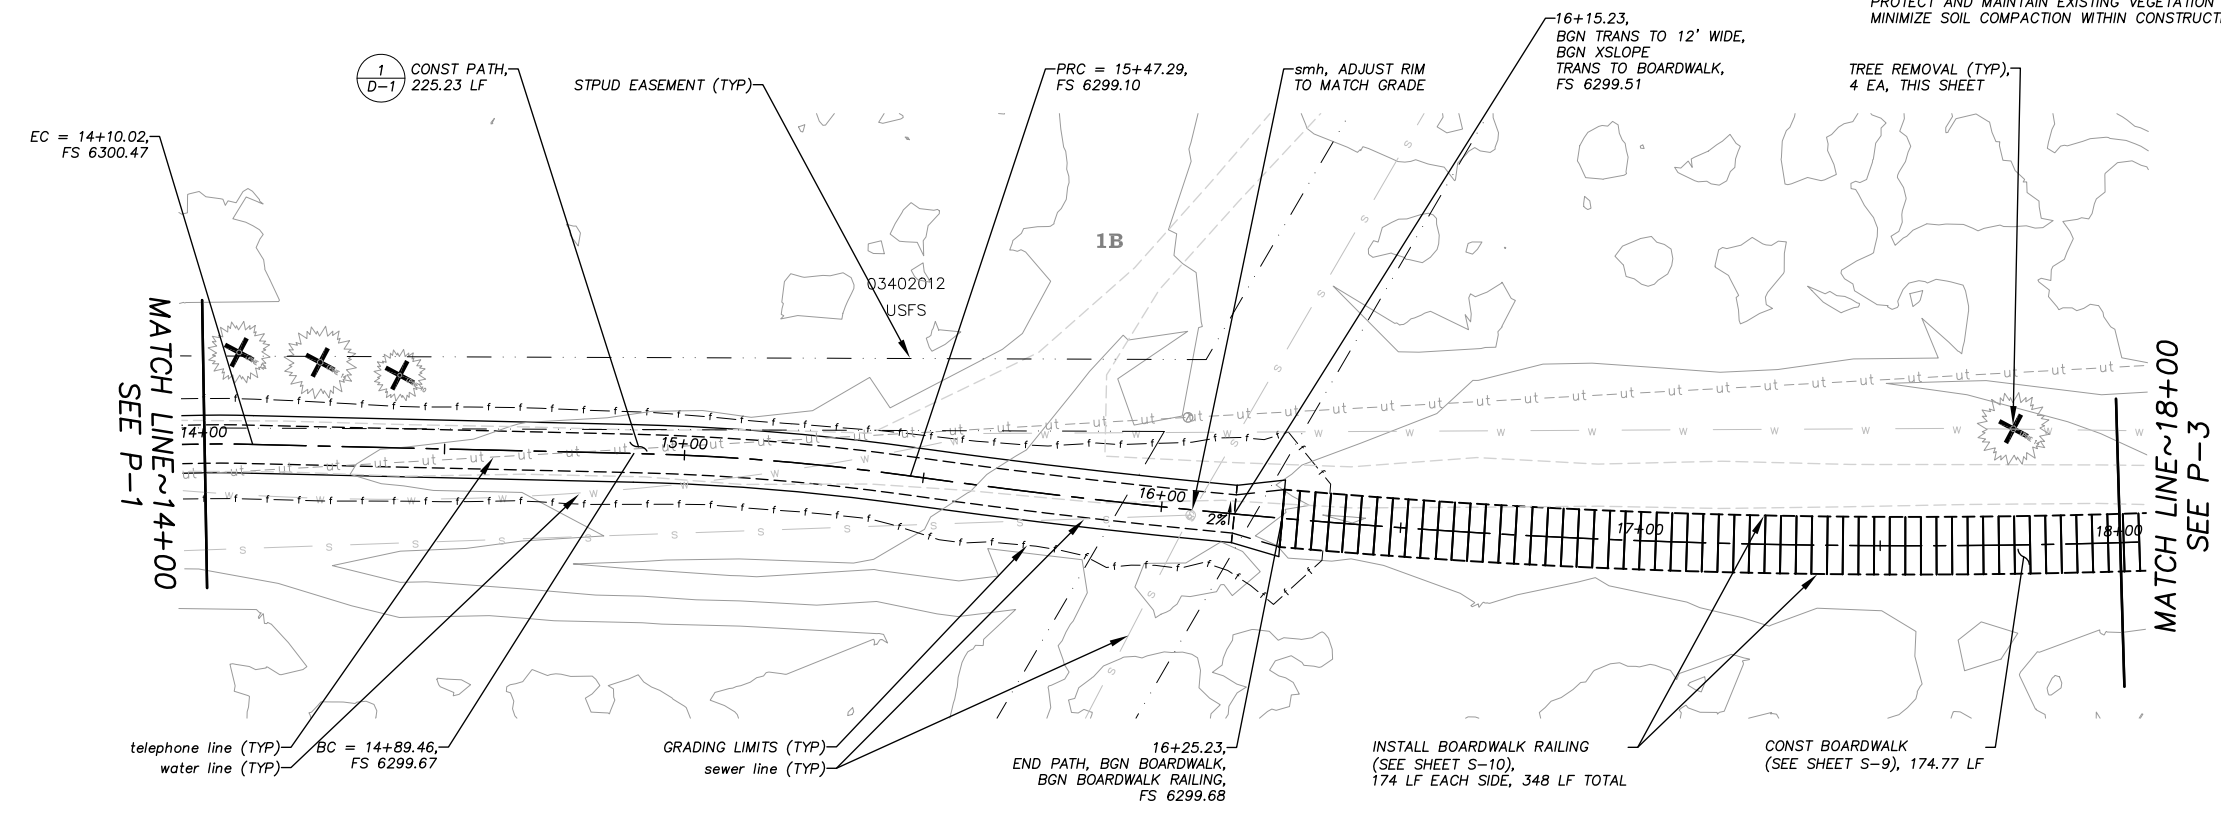 PROTECT AND MAINTAIN EXISTING VEGETATION
MINIMIZE SOIL COMPACTION WITHIN CONSTRUCT
16+15.23,
BGN TRANS TO 12' WIDE,
BGN XSLOPE
TRANS TO BOARDWALK,
FS 6299.51
1
D-1
CONST PATH,
225.23 LF
STPUD EASEMENT (TYP)
PRC = 15+47.29,
FS 6299.10
smh, ADJUST RIM
TO MATCH GRADE
TREE REMOVAL (TYP),
4 EA, THIS SHEET
EC = 14+10.02,
FS 6300.47
1B
03402012
USFS
MATCH LINE~14+00
SEE P-1
14+00
15+00
16+00
2%
17+00
18+00
MATCH LINE~18+00
SEE P-3
telephone line (TYP)
water line (TYP)
BC = 14+89.46,
FS 6299.67
GRADING LIMITS (TYP)
sewer line (TYP)
16+25.23,
END PATH, BGN BOARDWALK,
BGN BOARDWALK RAILING,
FS 6299.68
INSTALL BOARDWALK RAILING
(SEE SHEET S-10),
174 LF EACH SIDE, 348 LF TOTAL
CONST BOARDWALK
(SEE SHEET S-9), 174.77 LF